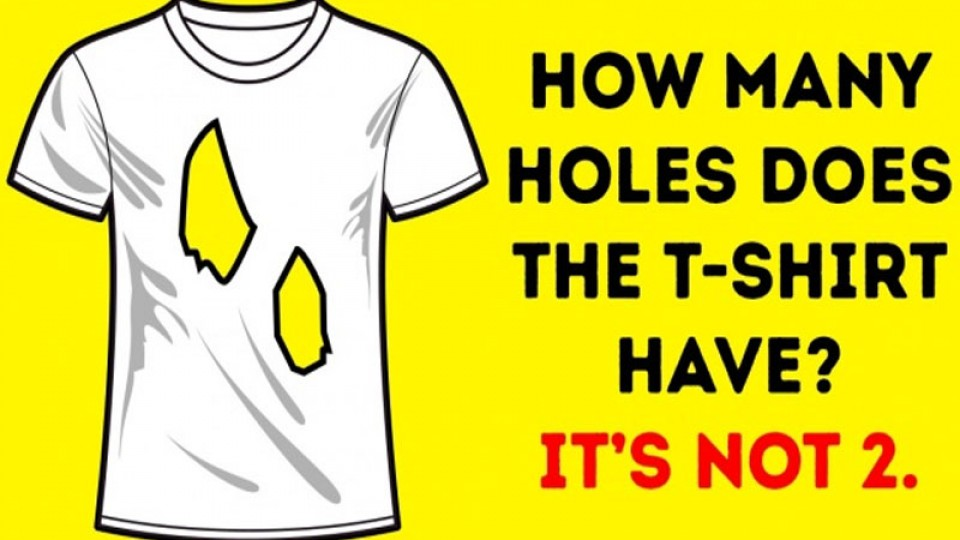 HOW MANY
HOLES DOES
THE T-SHIRT
HAVE?
IT'S NOT 2.